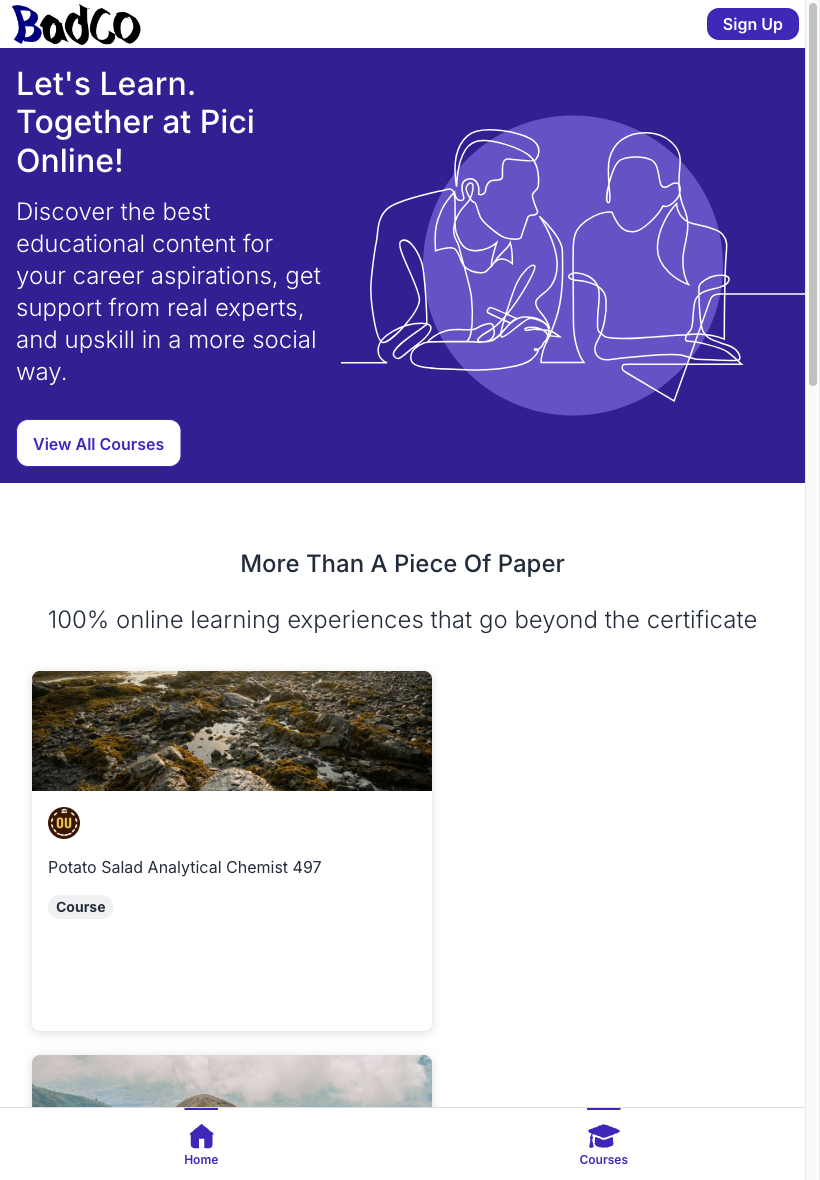 BadCo
Sign Up
Let's Learn.
Together at Pici
Online!
Discover the best
educational content for
your career aspirations, get
support from real experts,
and upskill in a more social
way.
View All Courses
More Than A Piece Of Paper
100% online learning experiences that go beyond the certificate
OU
Potato Salad Analytical Chemist 497
Course
Home
Courses